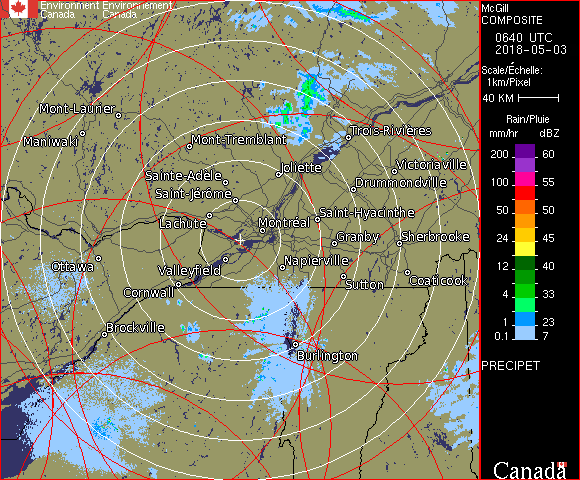 Environment Environnement
Canada Canada
McGill
COMPOSITE
0640 UTC
2018-05-03
Scale/Échelle:
1km/Pixel
40 KM
Rain/Pluie
mm/hr dBZ
200 60
100 55
50 50
24 45
12 40
4 33
1 23
0.1 7
PRECIPET
Canada
Mont-Laurier
Maniwaki
Mont-Tremblant
Trois-Rivières
Sainte-Adèle
Joliette
Victoriaville
Saint-Jérôme
Drummondville
Lachute
Montréal
Saint-Hyacinthe
Granby
Sherbrooke
Ottawa
Valleyfield
Napierville
Cornwall
Sutton
Coaticook
Brockville
Burlington